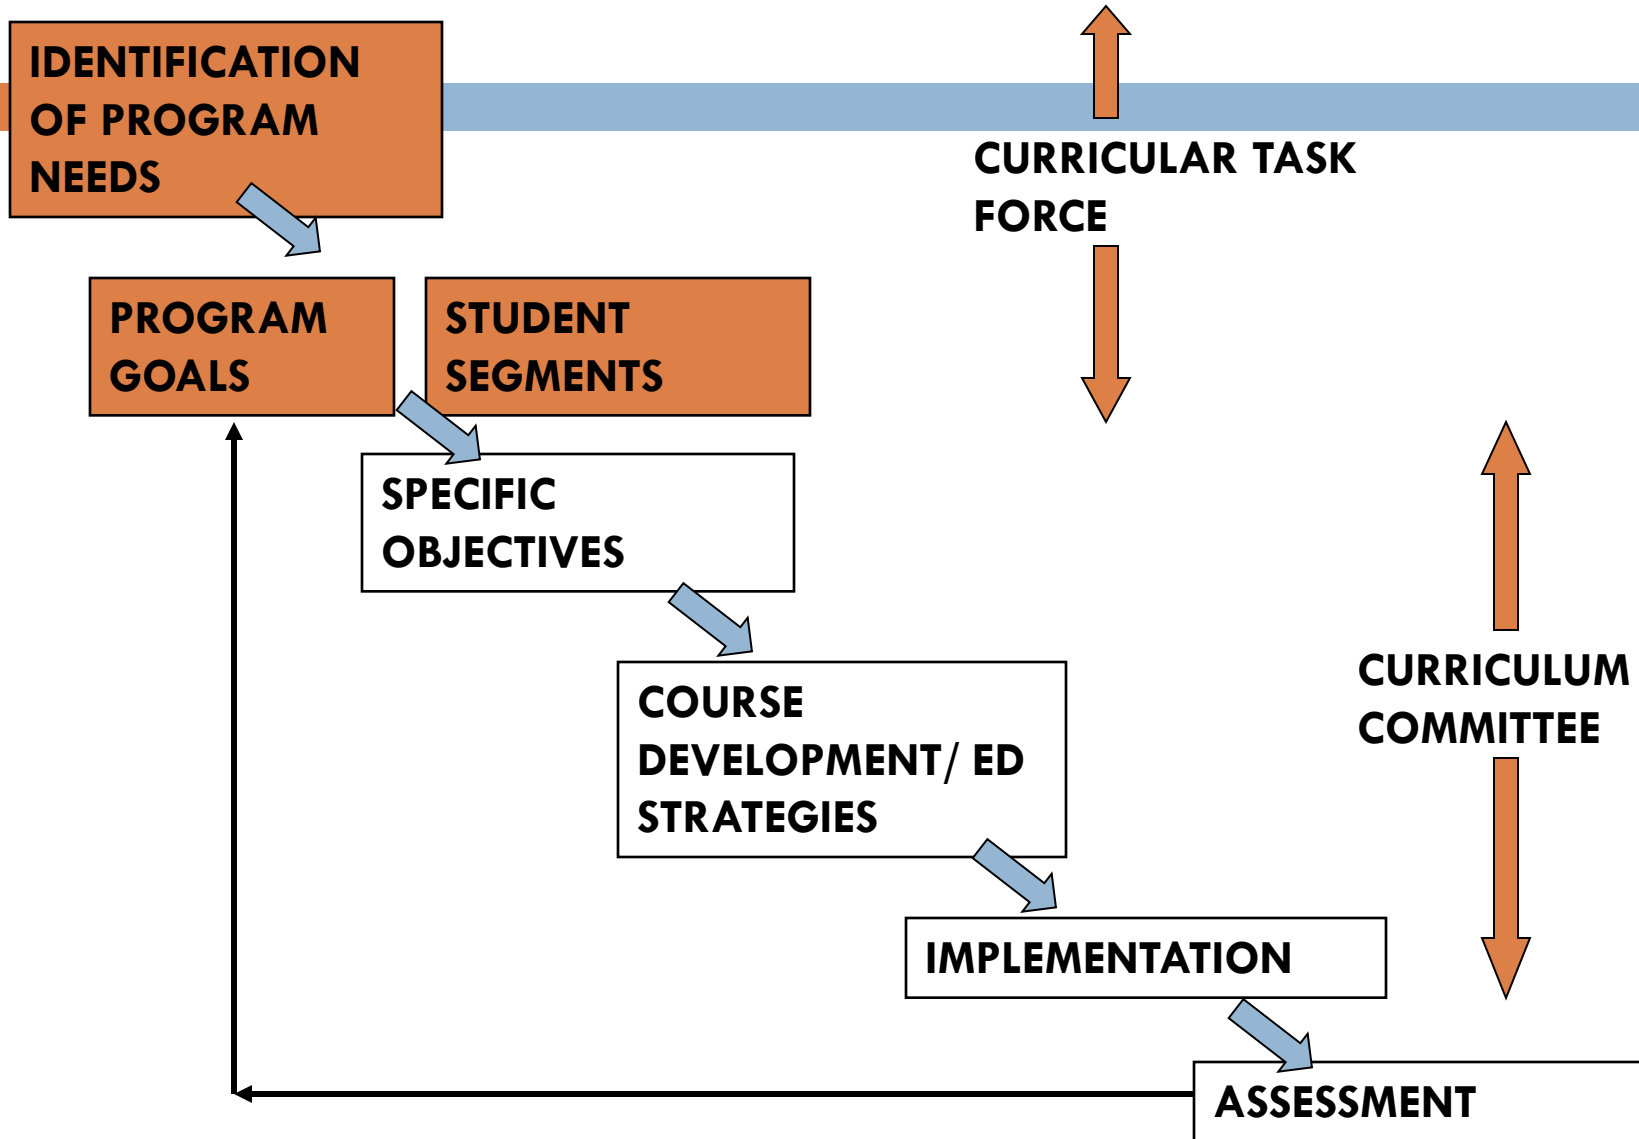 IDENTIFICATION
OF PROGRAM
NEEDS
CURRICULAR TASK
FORCE
PROGRAM
GOALS
STUDENT
SEGMENTS
SPECIFIC
OBJECTIVES
COURSE
DEVELOPMENT/ ED
STRATEGIES
CURRICULUM
COMMITTEE
IMPLEMENTATION
ASSESSMENT